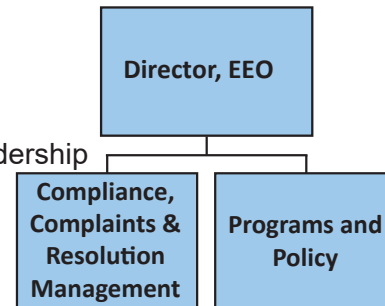 Director, EEO
dership
Compliance,
Complaints &
Resolution
Management
Programs and
Policy